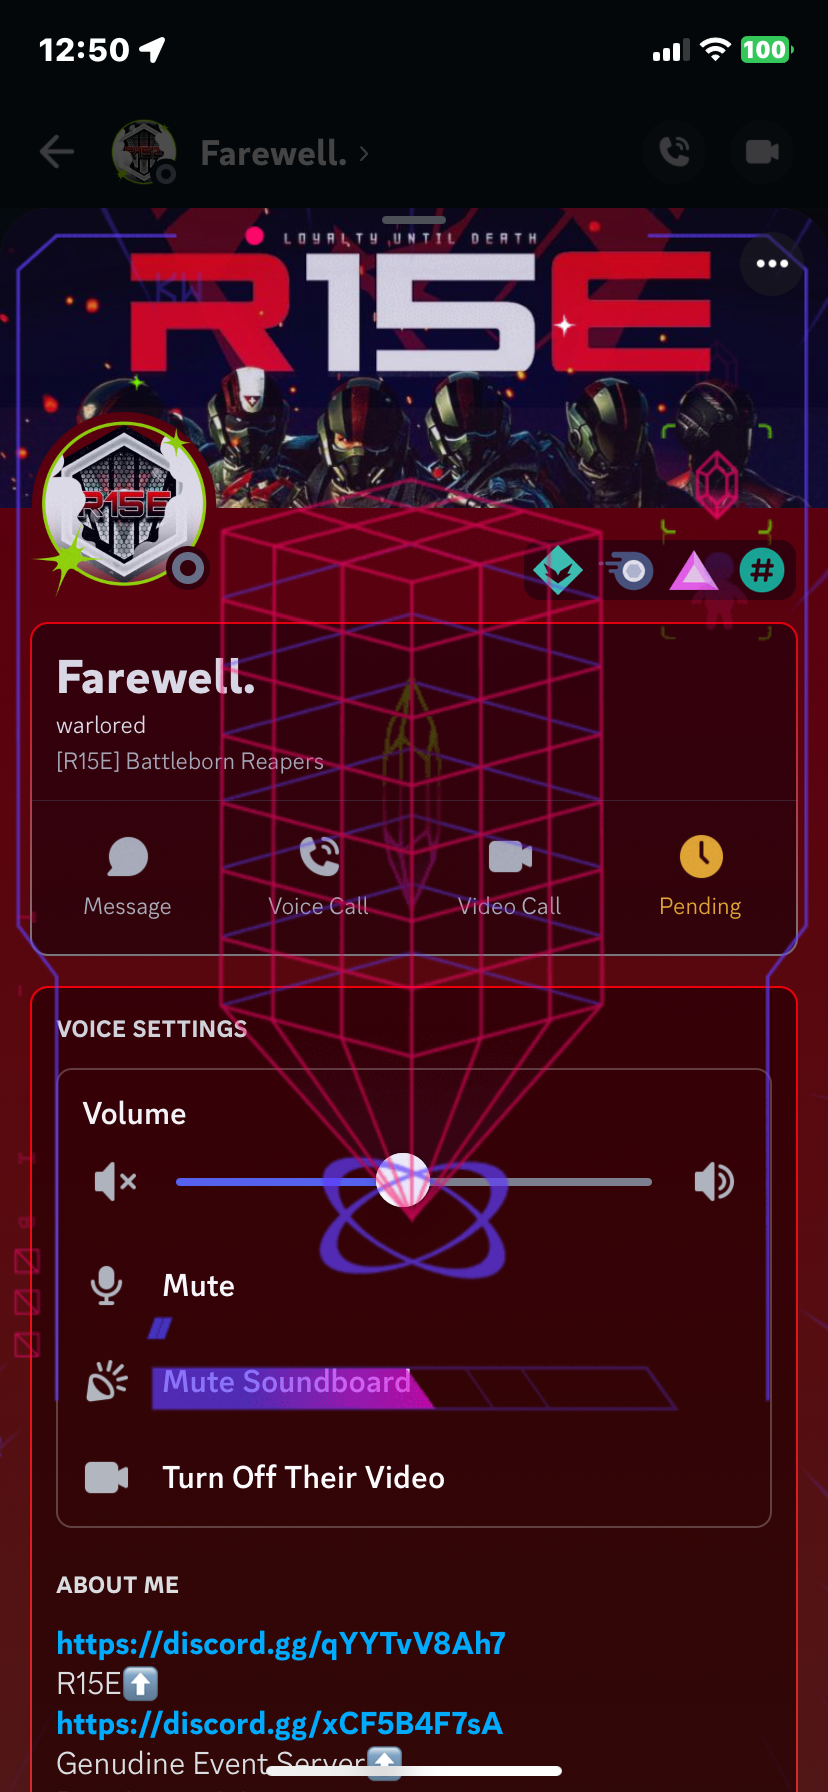 12:50
100
Farewell.
LOYALTY UNTIL DEATH
R15E
R15E
#
Farewell.
warlored
[R15E] Battleborn Reapers
Message
Voice Call
Video Call
Pending
VOICE SETTINGS
Volume
Mute
Mute Soundboard
Turn Off Their Video
ABOUT ME
https://discord.gg/qYYTvV8Ah7
R15E⬆️
https://discord.gg/xCF5B4F7sA
Genudine Event Server⬆️